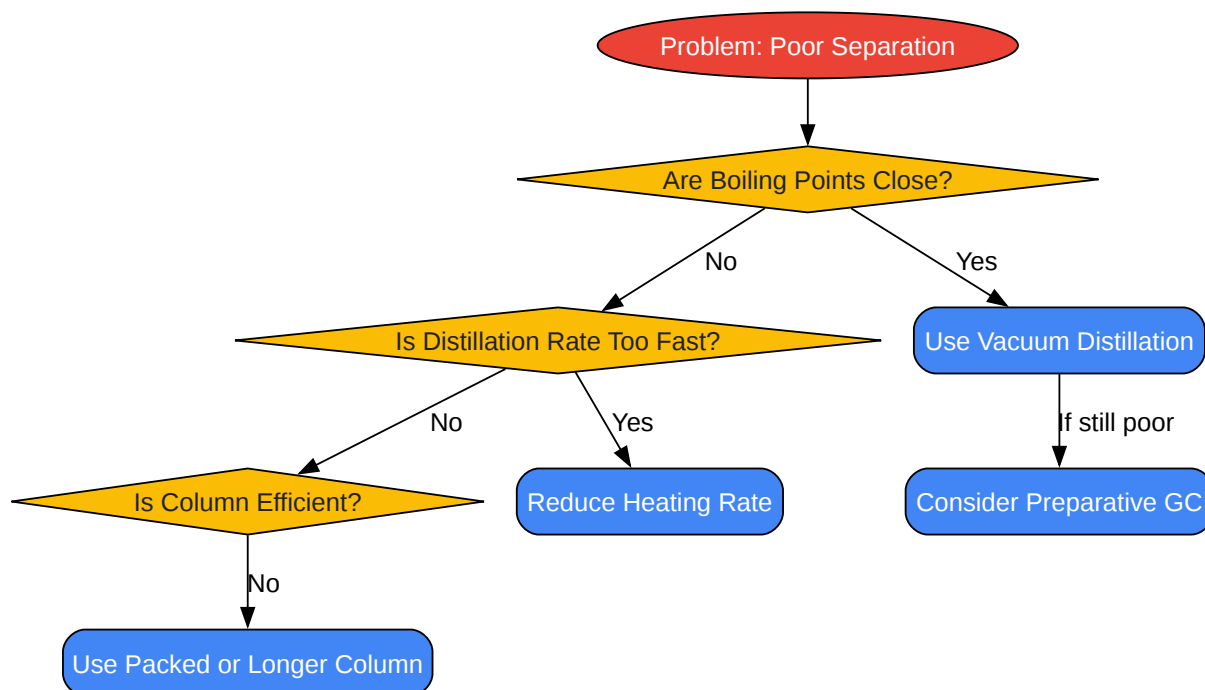 Problem: Poor Separation
Are Boiling Points Close?
No
Yes
Is Distillation Rate Too Fast?
Use Vacuum Distillation
No
Yes
If still poor
Is Column Efficient?
Reduce Heating Rate
Consider Preparative GC
No
Use Packed or Longer Column